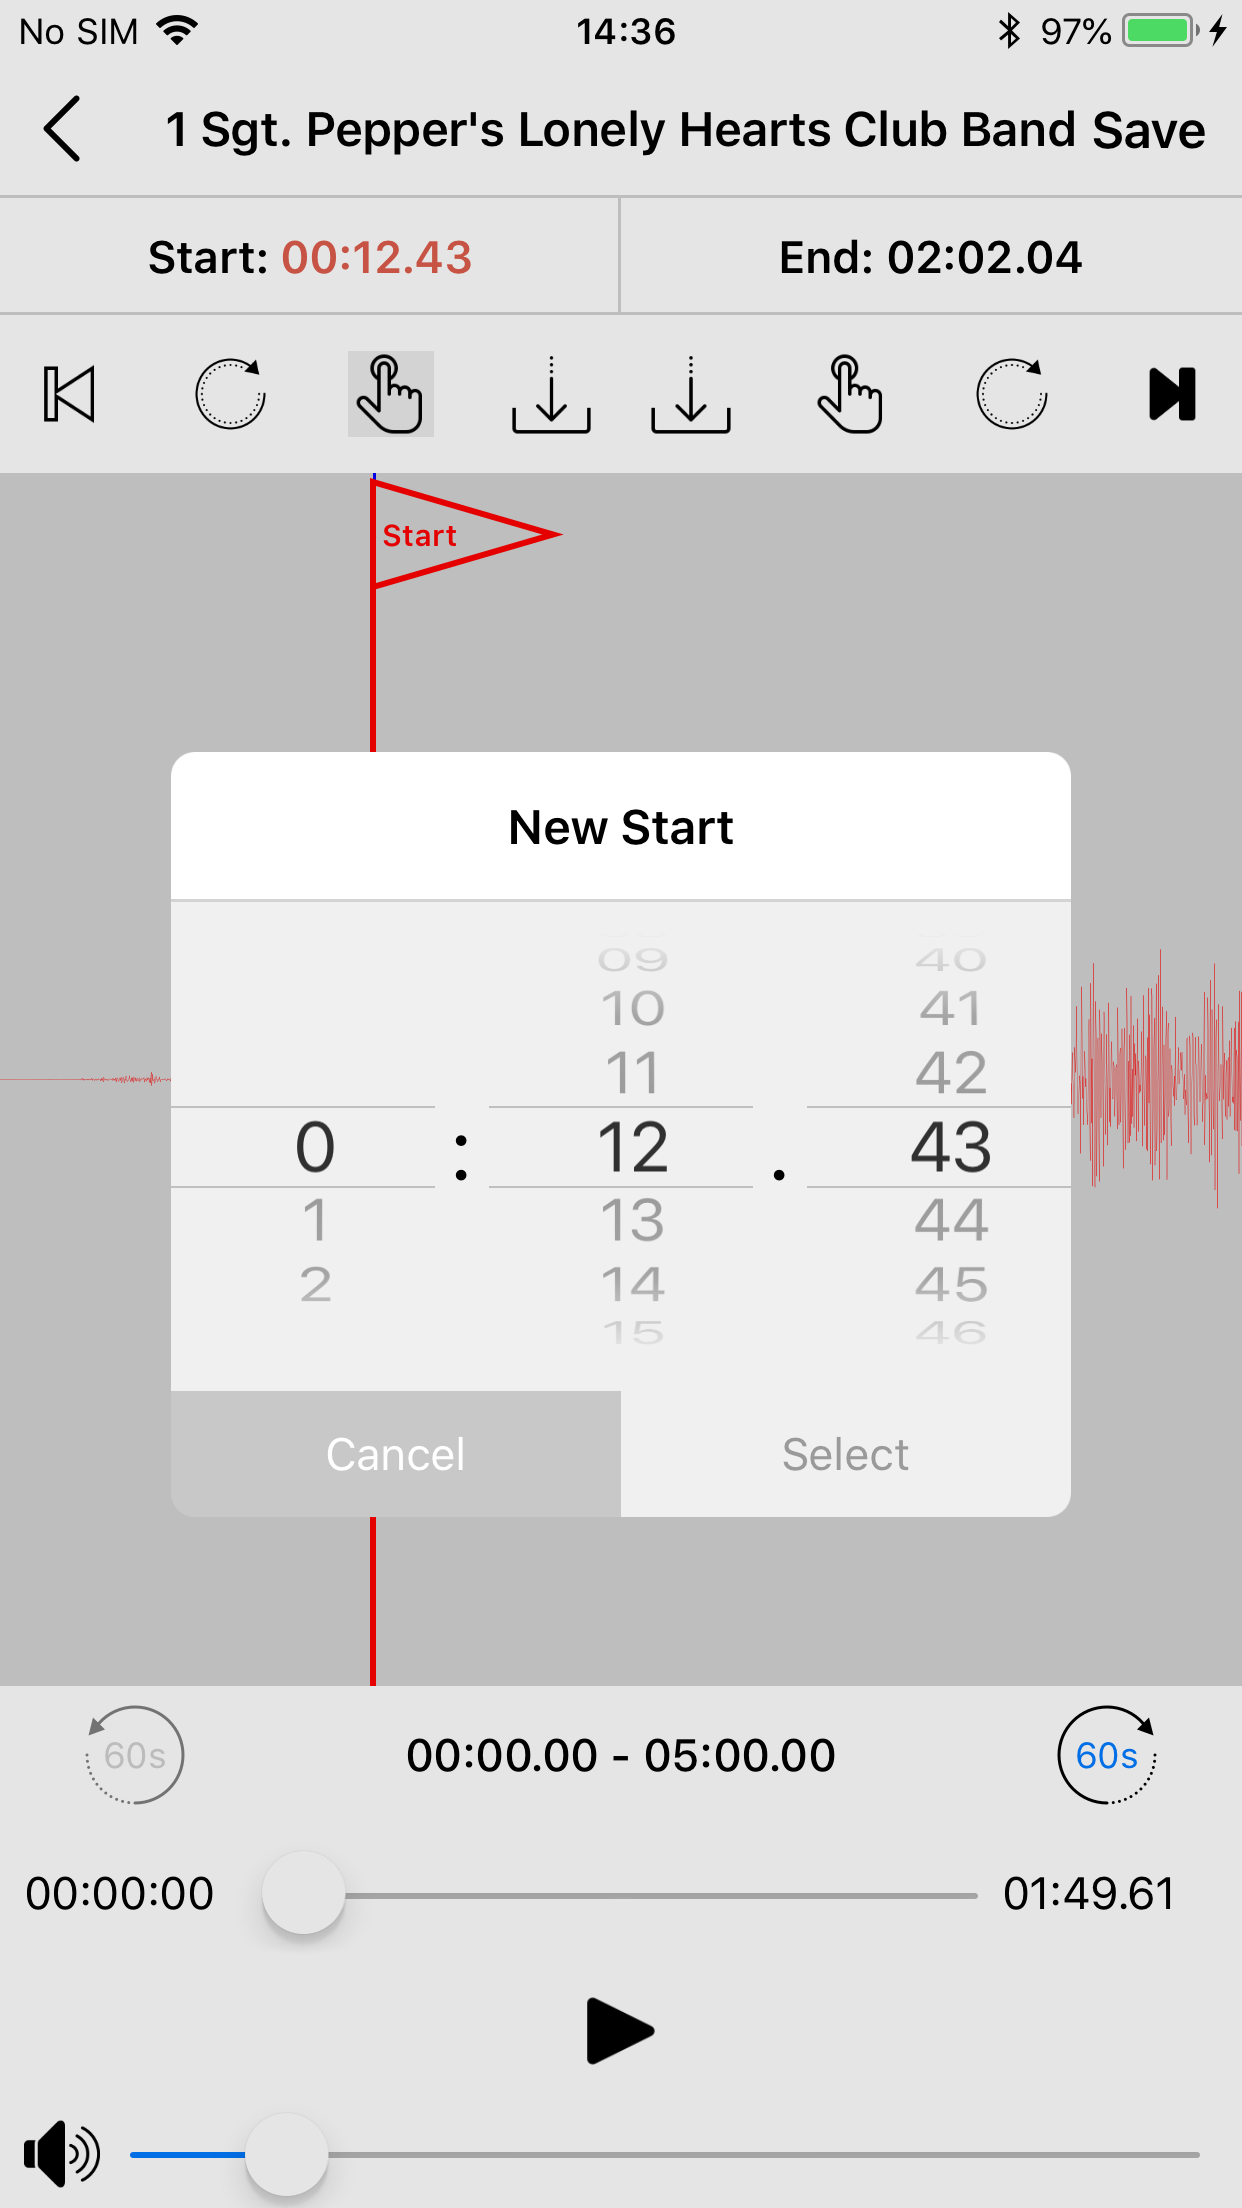 No SIM 14:36 97%
1 Sgt. Pepper's Lonely Hearts Club Band Save
Start: 00:12.43 End: 02:02.04
Start
New Start
09 40
10 41
11 42
0 : 12 . 43
1 13 44
2 14 45
15 46
Cancel Select
60s 00:00.00 - 05:00.00 60s
00:00:00 01:49.61